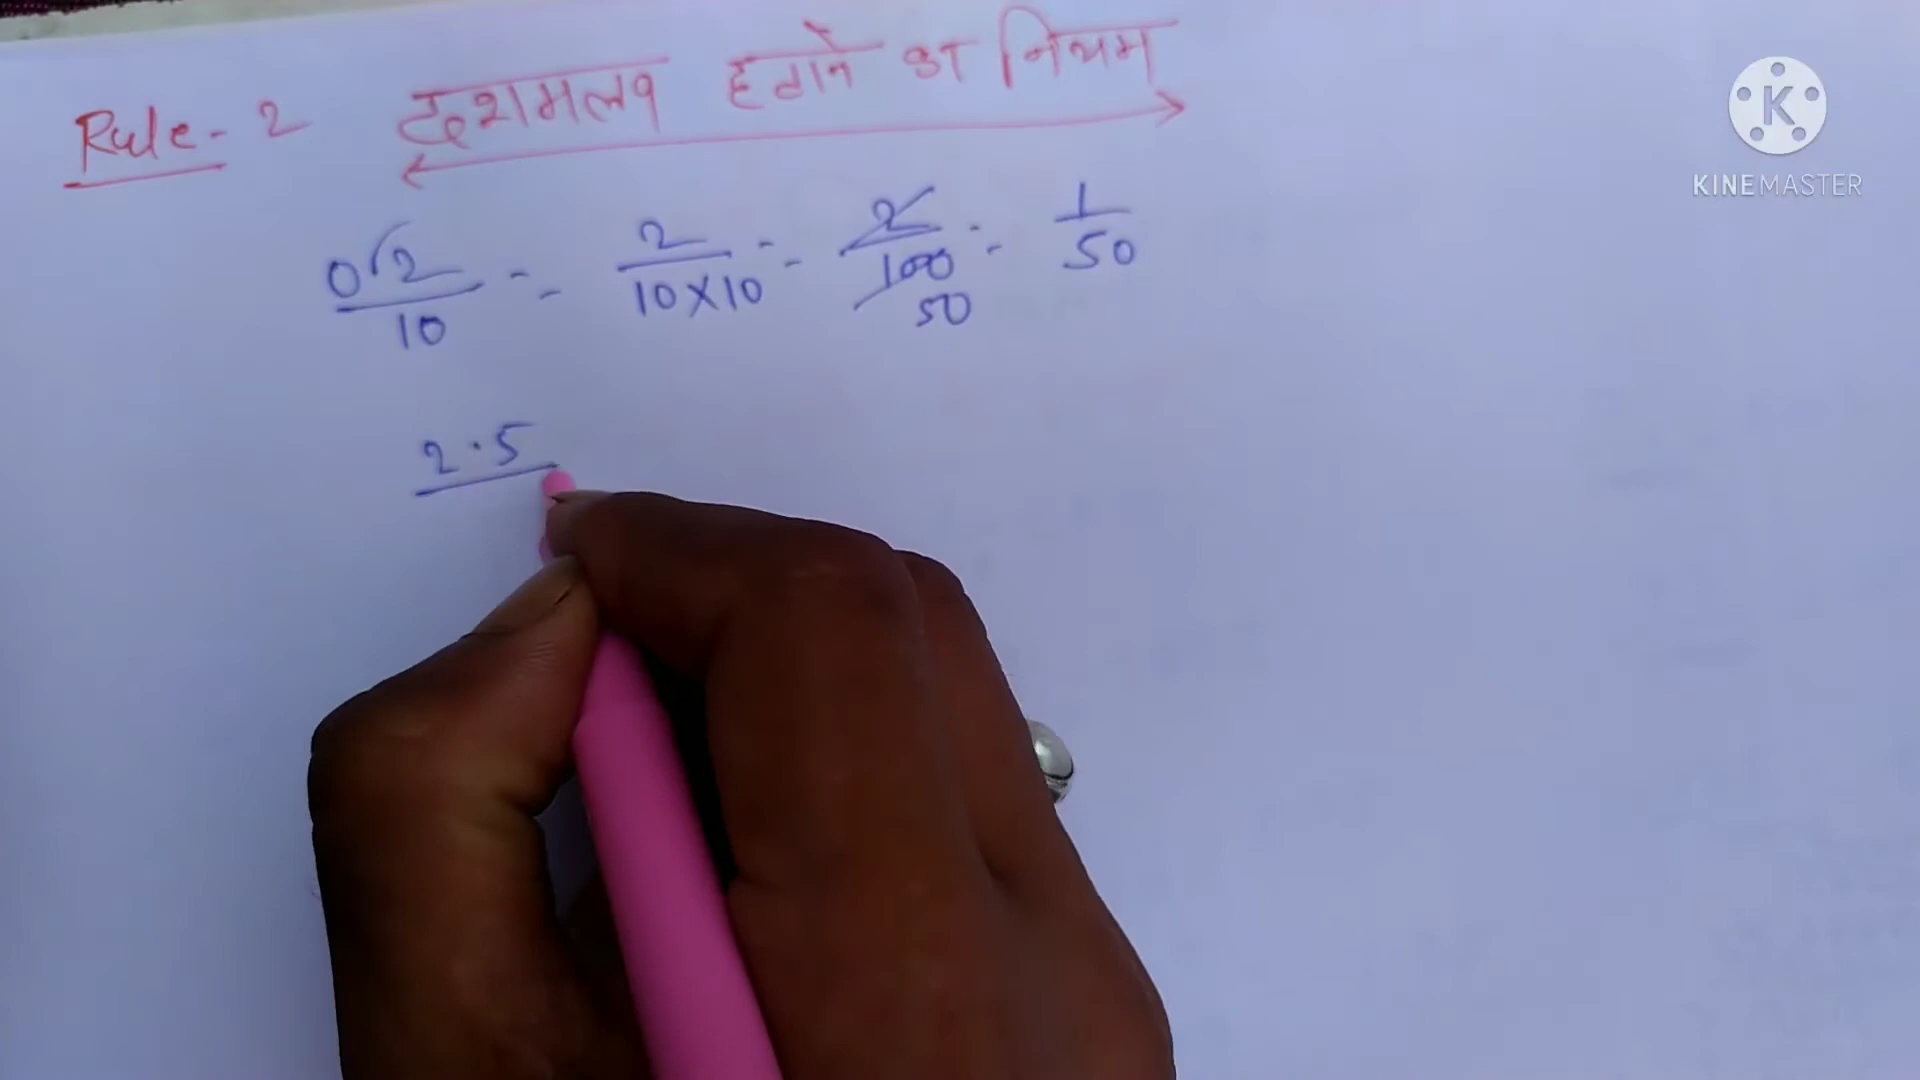 Rule-2 दशमलव हटाने का नियम
KINEMASTER
0.2/10 = 2/10×10 = 2/100 50 = 1/50
2.5